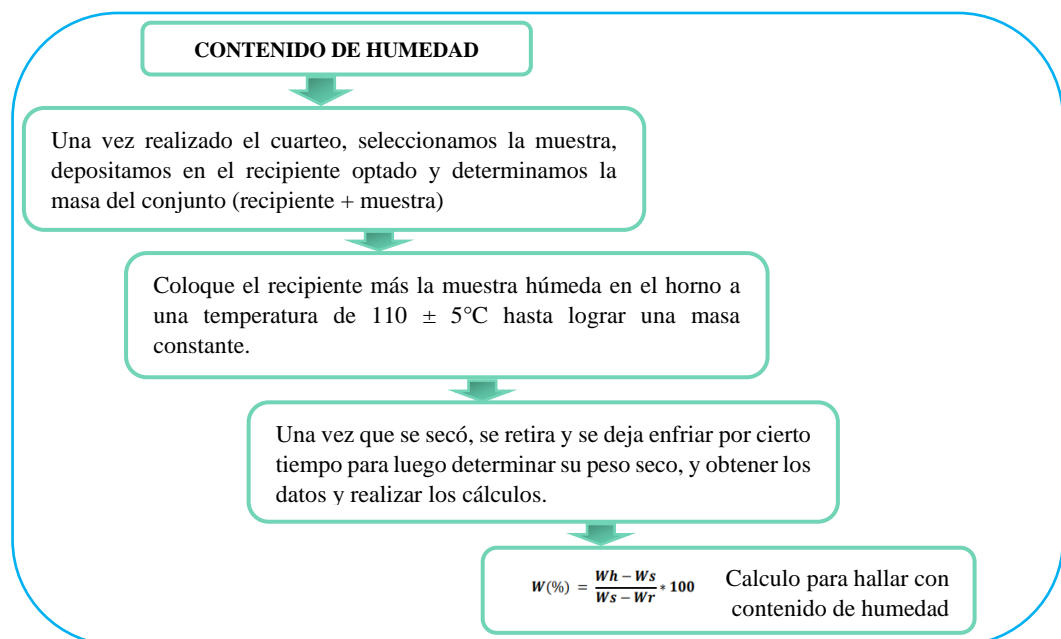 CONTENIDO DE HUMEDAD
Una vez realizado el cuarteo, seleccionamos la muestra,
depositamos en el recipiente optado y determinamos la
masa del conjunto (recipiente + muestra)
Coloque el recipiente más la muestra húmeda en el horno a
una temperatura de 110 ± 5°C hasta lograr una masa
constante.
Una vez que se secó, se retira y se deja enfriar por cierto
tiempo para luego determinar su peso seco, y obtener los
datos y realizar los cálculos.
W(%) = (Wh − Ws) / (Ws − Wr) * 100
Calculo para hallar con
contenido de humedad